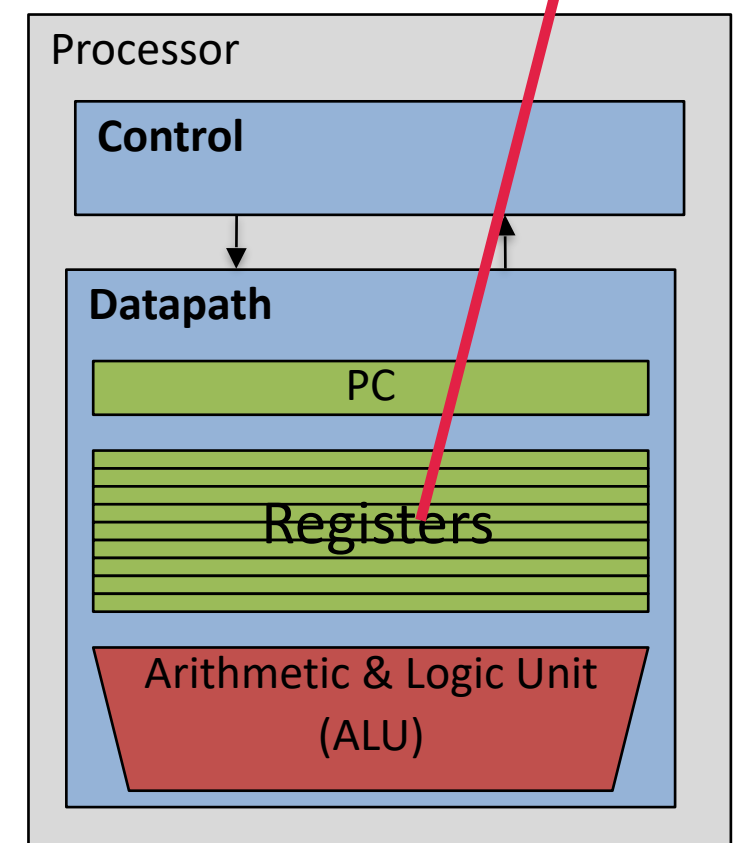 Processor
Control
Datapath
PC
Registers
Arithmetic & Logic Unit
(ALU)